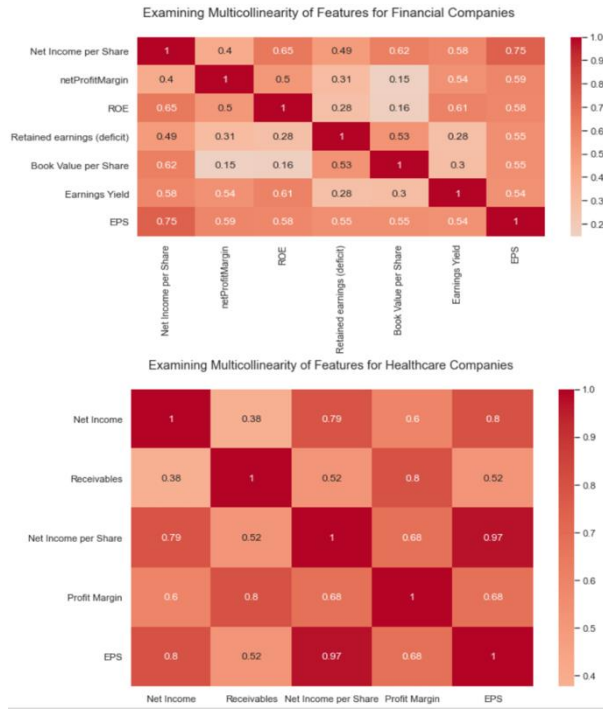 Examining Multicollinearity of Features for Financial Companies
Net Income per Share 1 0.4 0.65 0.49 0.62 0.58 0.75
netProfitMargin 0.4 1 0.5 0.31 0.15 0.54 0.59
ROE 0.65 0.5 1 0.28 0.16 0.61 0.58
Retained earnings (deficit) 0.49 0.31 0.28 1 0.53 0.28 0.55
Book Value per Share 0.62 0.15 0.16 0.53 1 0.3 0.55
Earnings Yield 0.58 0.54 0.61 0.28 0.3 1 0.54
EPS 0.75 0.59 0.58 0.55 0.55 0.54 1
Net Income per Share
netProfitMargin
ROE
Retained earnings (deficit)
Book Value per Share
Earnings Yield
EPS
1.0
0.9
0.8
0.7
0.6
0.5
0.4
0.3
0.2
Examining Multicollinearity of Features for Healthcare Companies
Net Income 1 0.38 0.79 0.6 0.8
Receivables 0.38 1 0.52 0.8 0.52
Net Income per Share 0.79 0.52 1 0.68 0.97
Profit Margin 0.6 0.8 0.68 1 0.68
EPS 0.8 0.52 0.97 0.68 1
Net Income Receivables Net Income per Share Profit Margin EPS
1.0
0.9
0.8
0.7
0.6
0.5
0.4